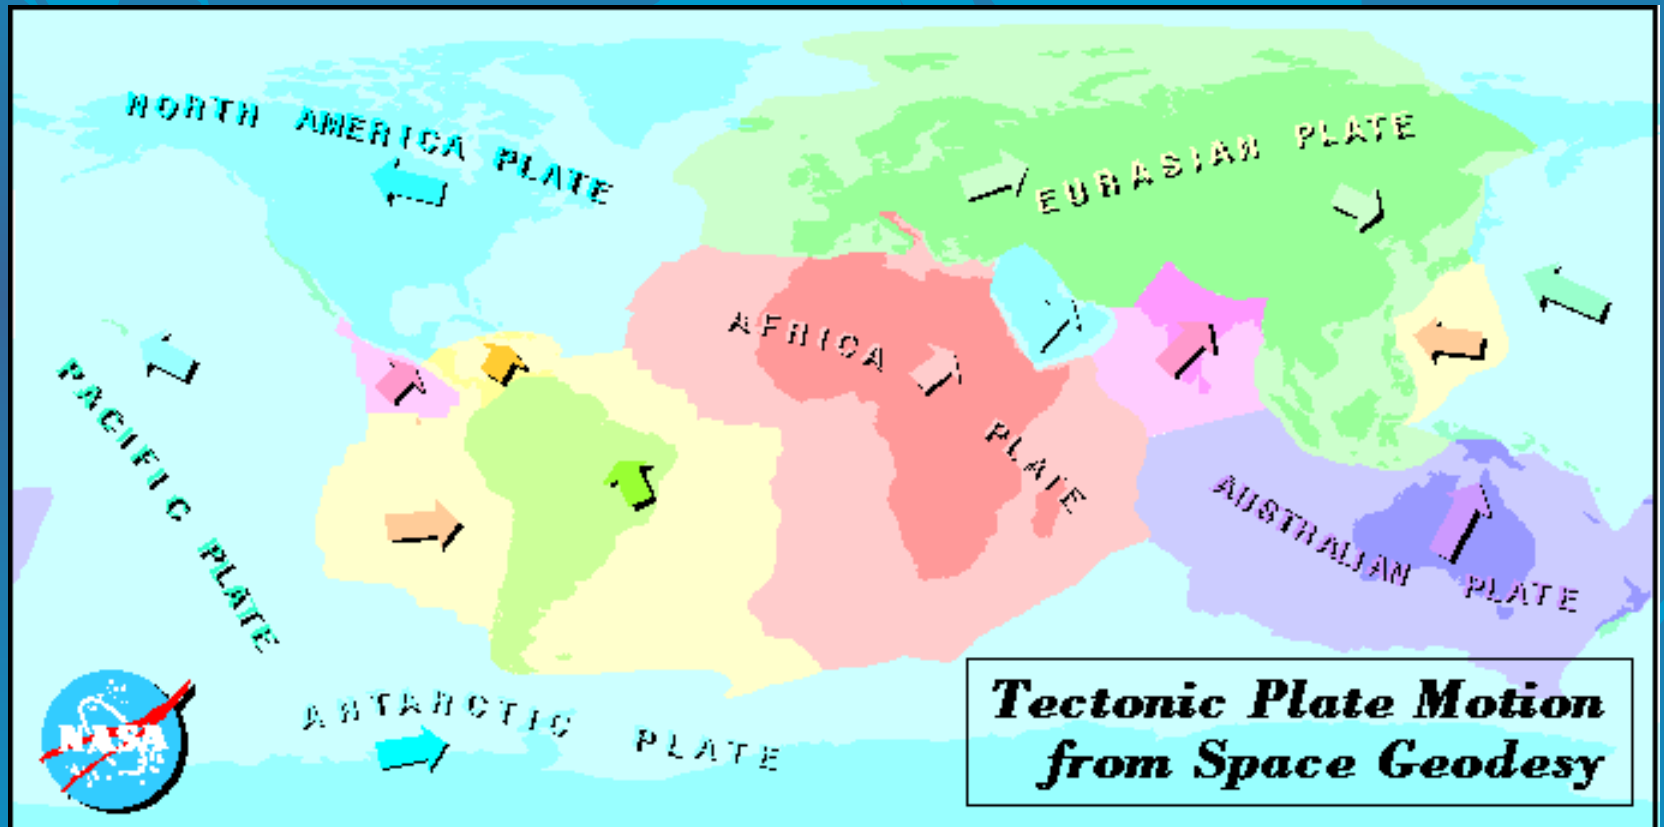 NORTH AMERICA PLATE
EURASIAN PLATE
AFRICA PLATE
PACIFIC PLATE
AUSTRALIAN PLATE
ANTARCTIC PLATE
NASA
Tectonic Plate Motion
from Space Geodesy